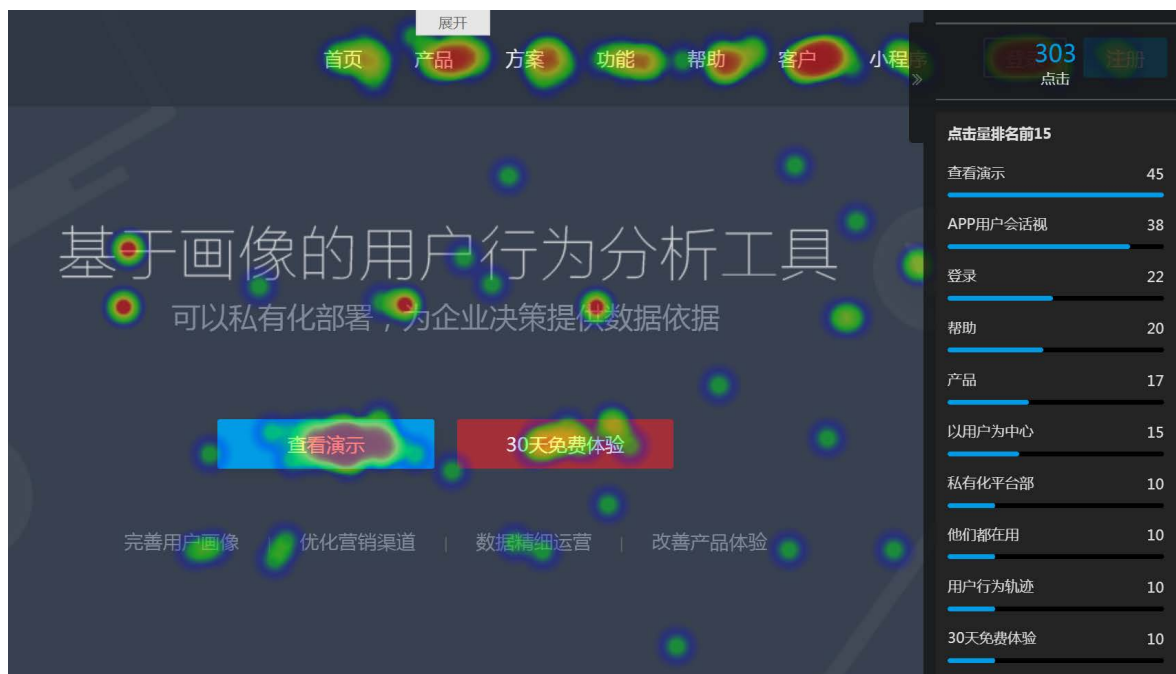 展开
首页 产品 方案 功能 帮助 客户 小程序 登录 注册
303
点击
基于画像的用户行为分析工具
可以私有化部署，为企业决策提供数据依据
查看演示 30天免费体验
完善用户画像 | 优化营销渠道 | 数据精细运营 | 改善产品体验
点击量排名前15
查看演示 45
APP用户会话视 38
登录 22
帮助 20
产品 17
以用户为中心 15
私有化平台部 10
他们都在用 10
用户行为轨迹 10
30天免费体验 10